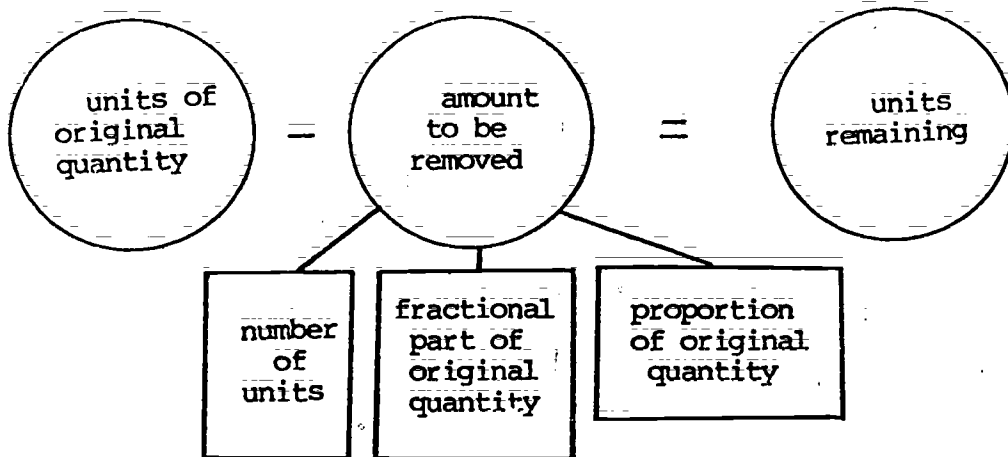 units of
original
quantity
−
amount
to be
removed
=
units
remaining
number
of
units
fractional
part of
original
quantity
proportion
of original
quantity